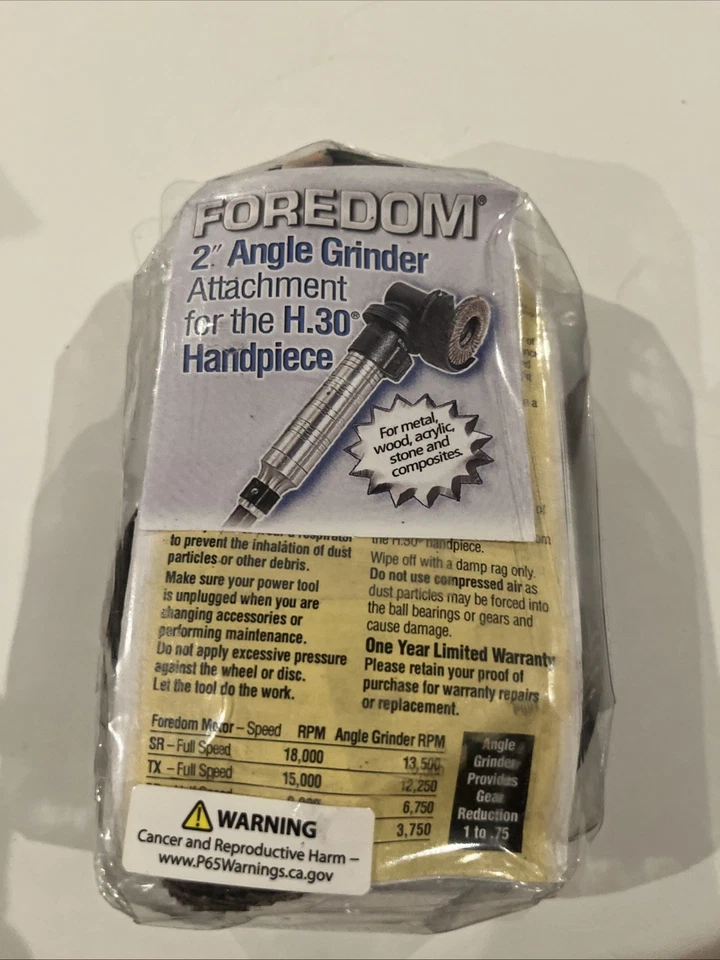 FOREDOM®
2" Angle Grinder
Attachment
for the H.30®
Handpiece
For metal,
wood, acrylic,
stone and
composites.
to prevent the inhalation of dust
particles or other debris.
Make sure your power tool
is unplugged when you are
changing accessories or
performing maintenance.
Do not apply excessive pressure
against the wheel or disc.
Let the tool do the work.
the H.30® handpiece.
Wipe off with a damp rag only.
Do not use compressed air as
dust particles may be forced into
the ball bearings or gears and
cause damage.
One Year Limited Warranty
Please retain your proof of
purchase for warranty repairs
or replacement.
Foredom Motor – Speed RPM Angle Grinder RPM
SR – Full Speed 18,000 13,500
TX – Full Speed 15,000 12,250
6,750
3,750
Angle
Grinder
Provides
Gear
Reduction
1 to .75
⚠ WARNING
Cancer and Reproductive Harm –
www.P65Warnings.ca.gov